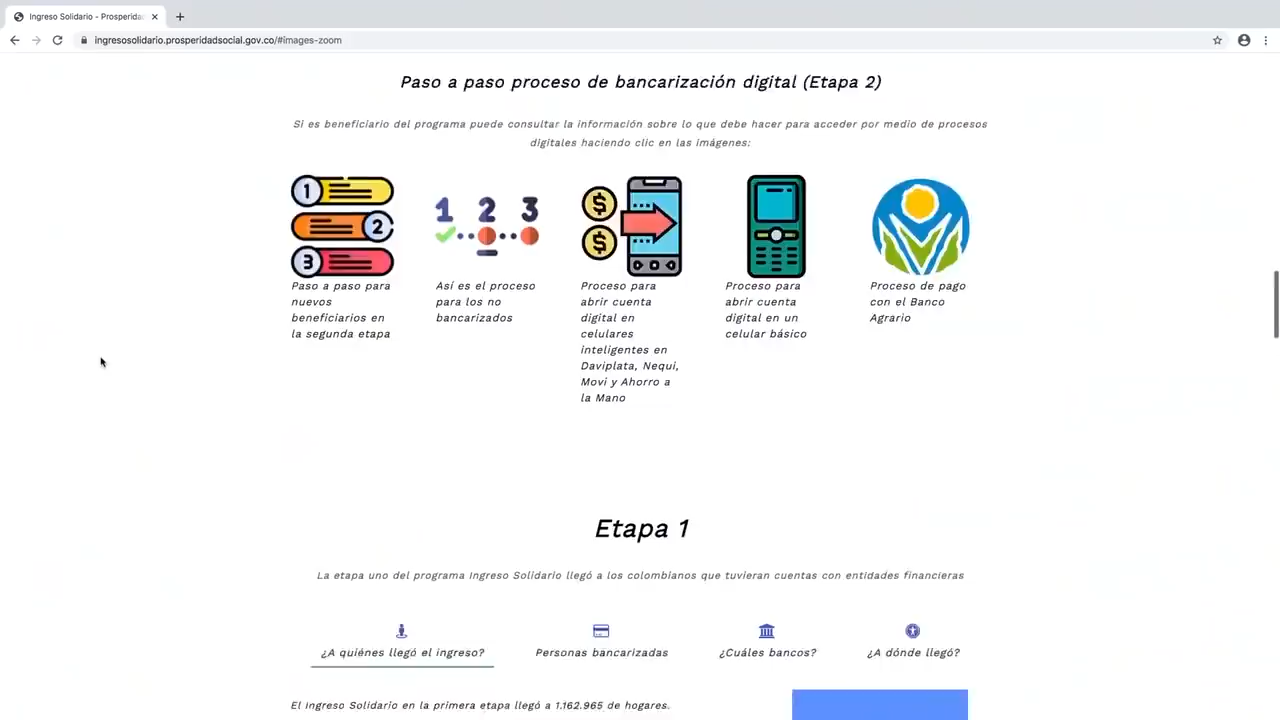 Ingreso Solidario - Prosperida
ingresosolidario.prosperidadsocial.gov.co/#images-zoom
Paso a paso proceso de bancarización digital (Etapa 2)
Si es beneficiario del programa puede consultar la información sobre lo que debe hacer para acceder por medio de procesos
digitales haciendo clic en las imágenes:
1
2
3
Paso a paso para
nuevos
beneficiarios en
la segunda etapa
1 2 3
Así es el proceso
para los no
bancarizados
$
$
Proceso para
abrir cuenta
digital en
celulares
inteligentes en
Daviplata, Nequi,
Movi y Ahorro a
la Mano
Proceso para
abrir cuenta
digital en un
celular básico
Proceso de pago
con el Banco
Agrario
Etapa 1
La etapa uno del programa Ingreso Solidario llegó a los colombianos que tuvieran cuentas con entidades financieras
¿A quiénes llegó el ingreso?
Personas bancarizadas
¿Cuáles bancos?
¿A dónde llegó?
El Ingreso Solidario en la primera etapa llegó a 1.162.965 de hogares.